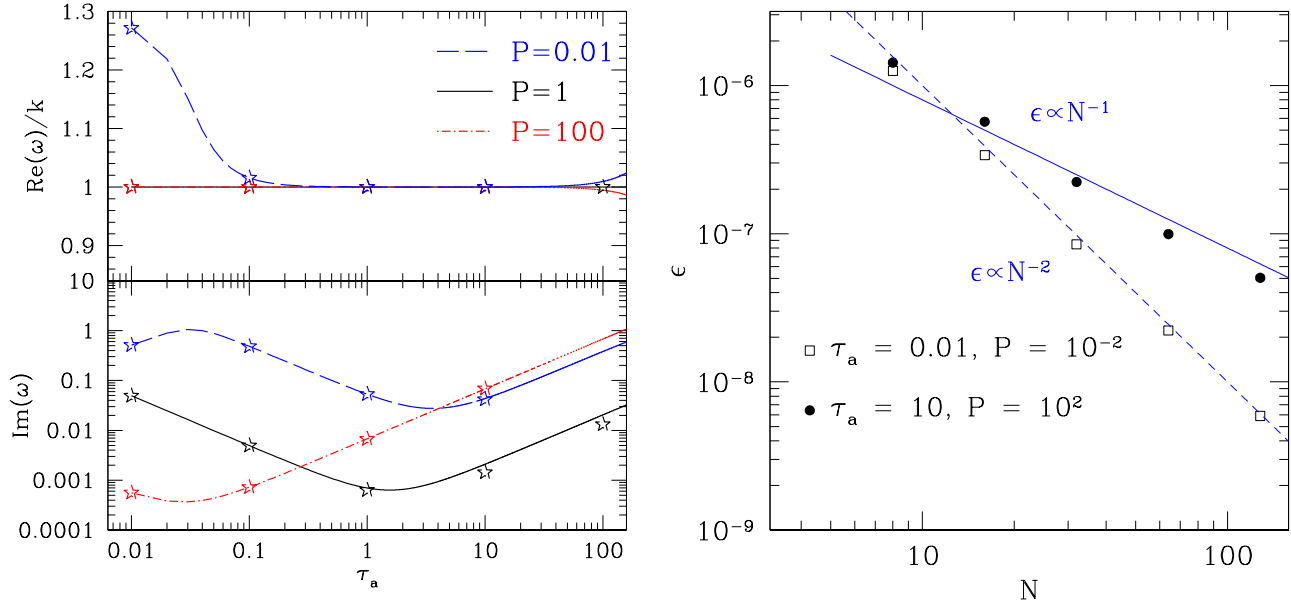 1.3
1.2
1.1
1
0.9
Re(ω)/k
P=0.01
P=1
P=100
10
1
0.1
0.01
0.001
0.0001
Im(ω)
0.01 0.1 1 10 100
τₐ
10⁻⁶
10⁻⁷
10⁻⁸
10⁻⁹
ϵ
ϵ∝N⁻¹
ϵ∝N⁻²
τₐ = 0.01, P = 10⁻²
τₐ = 10, P = 10²
10 100
N